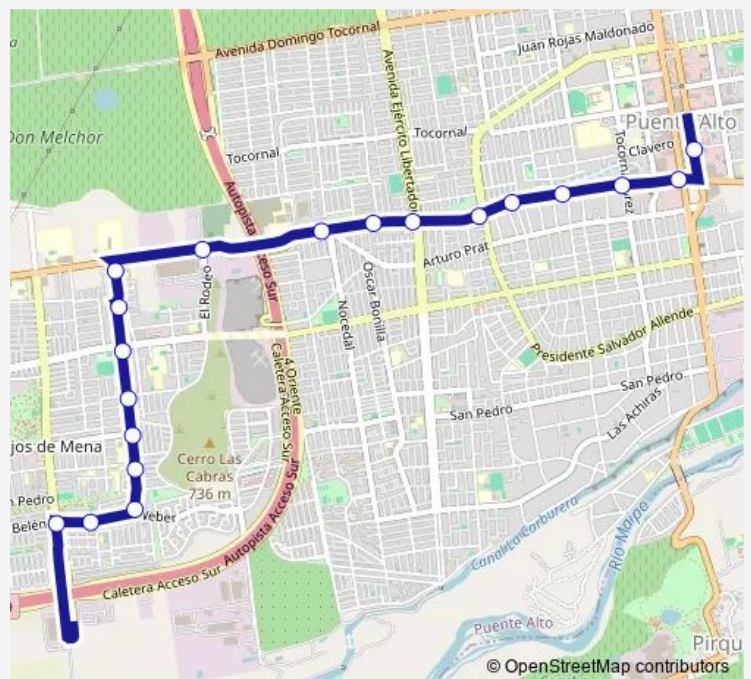 Avenida Domingo Tocornal
Juan Rojas Maldonado
Avenida Ejército Libertador
Don Melchor
Puente Alto
Tocornal
Clavero
Tocornal
Autopista Acceso Sur
Arturo Prat
El Rodeo
Oscar Bonilla
Nocedal
Presidente Salvador Allende
4 Oriente
Caletera Acceso Sur
San Pedro
San Pedro
Las Achiras
jos de Mena
Cerro Las
Cabras
736 m
Pedro
Belén
Weber
Autopista Acceso Sur
Canal La Carburera
Río Maipo
Caletera Acceso Sur
Puente Alto
Pirqu
© OpenStreetMap contributors